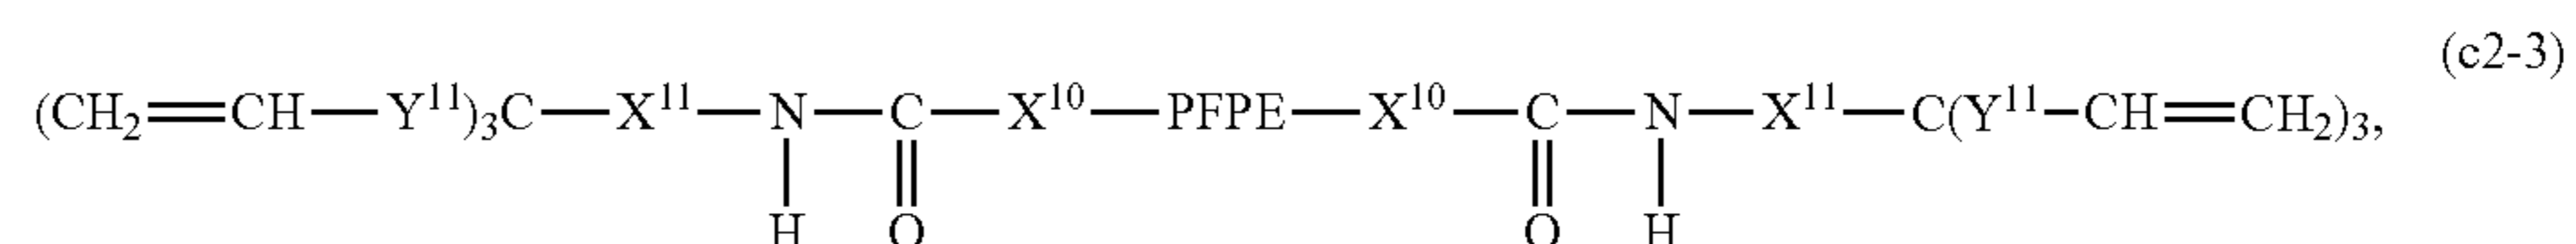 (c2-3)
(CH₂=CH—Y¹¹)₃C—X¹¹—N—C—X¹⁰—PFPE—X¹⁰—C—N—X¹¹—C(Y¹¹—CH=CH₂)₃,
H O O H